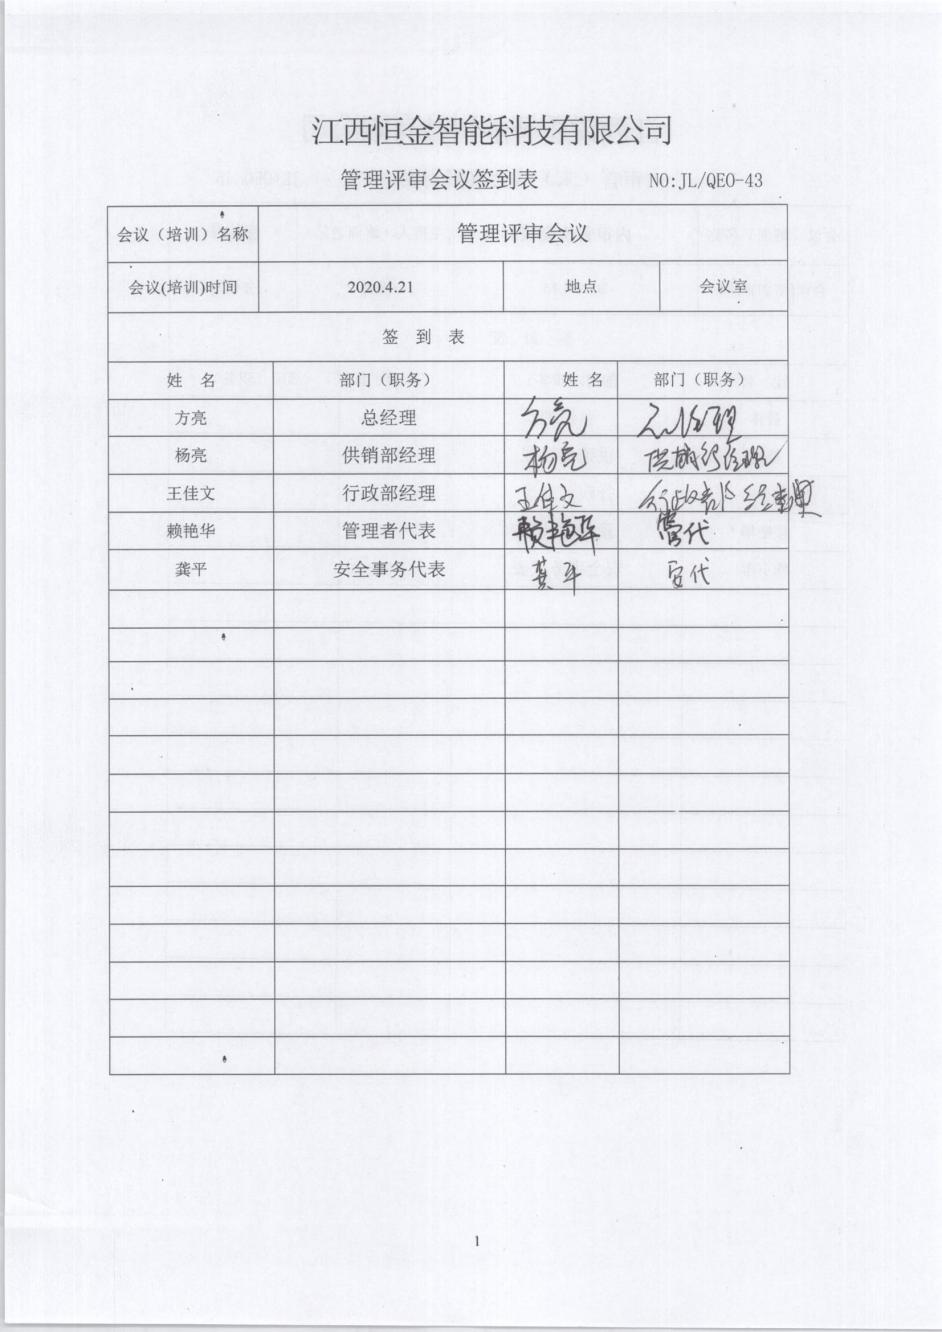 江西恒金智能科技有限公司
管理评审会议签到表 NO:JL/QEO-43
会议（培训）名称 管理评审会议
会议(培训)时间 2020.4.21 地点 会议室
签 到 表
姓 名 部门（职务） 姓 名 部门（职务）
方亮 总经理 方亮 总经理
杨亮 供销部经理 杨亮 供销部经理
王佳文 行政部经理 王佳文 行政部经理
赖艳华 管理者代表 赖艳华 管代
龚平 安全事务代表 龚平 安代
1